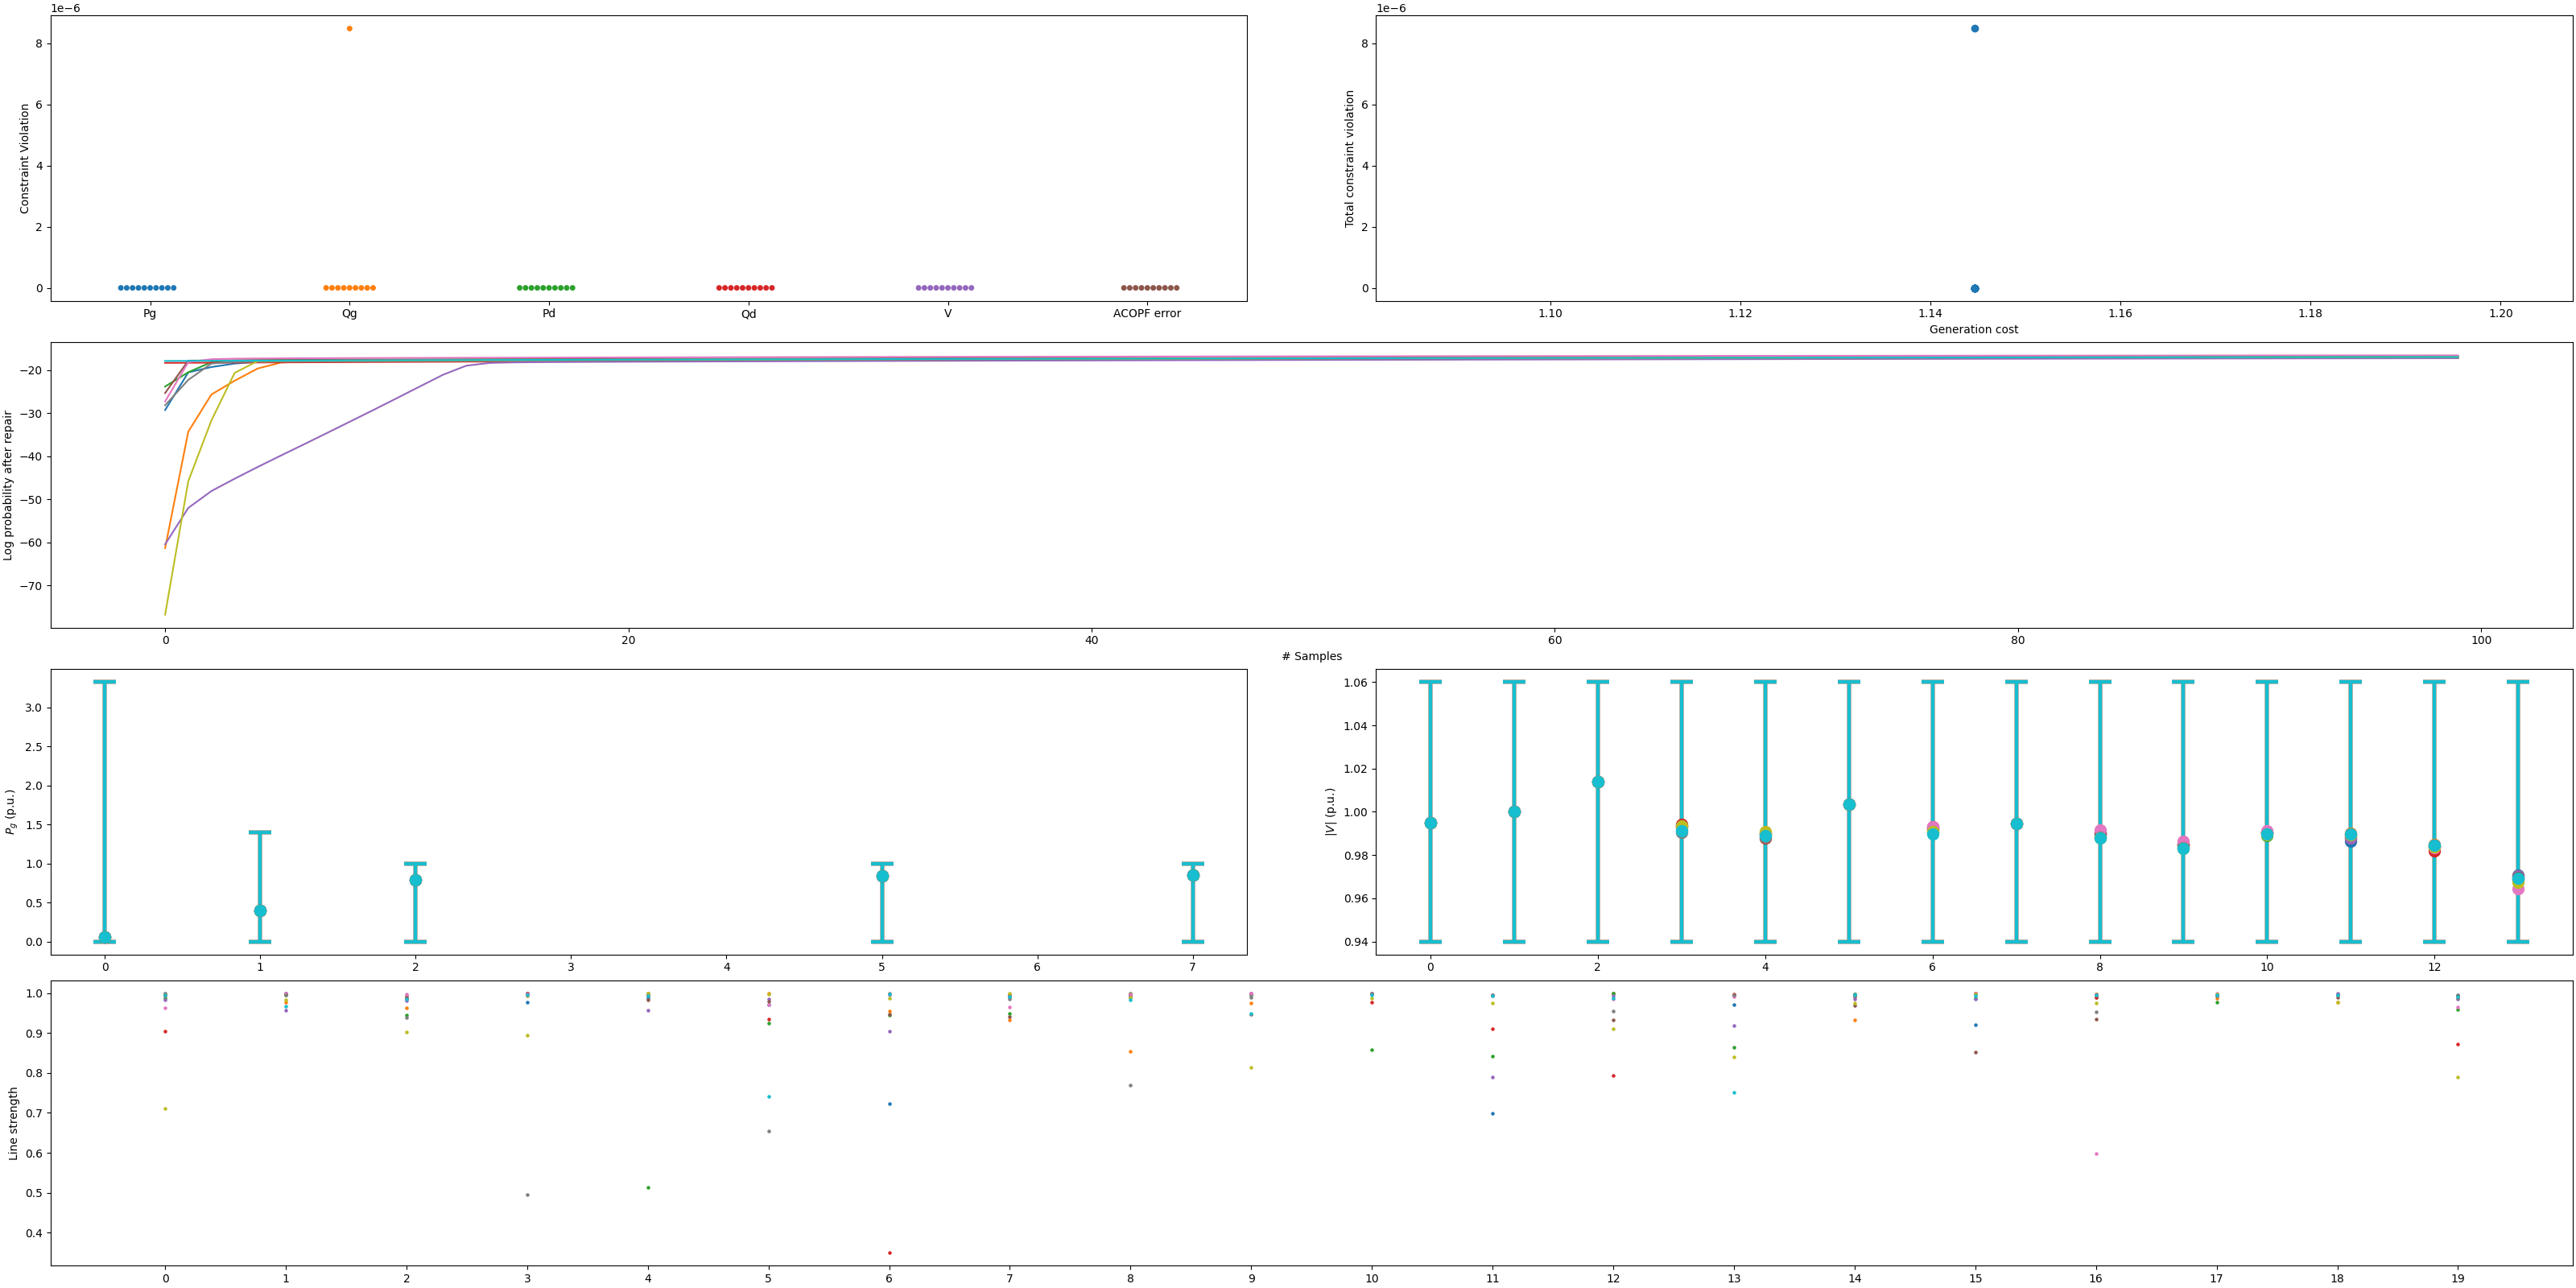 1e−6
8
6
4
2
0
Constraint Violation
Pg Qg Pd Qd V ACOPF error
1e−6
8
6
4
2
0
Total constraint violation
1.10 1.12 1.14 1.16 1.18 1.20
Generation cost
−20
−30
−40
−50
−60
−70
Log probability after repair
0 20 40 60 80 100
# Samples
3.0
2.5
2.0
1.5
1.0
0.5
0.0
Pg (p.u.)
0 1 2 3 4 5 6 7
1.06
1.04
1.02
1.00
0.98
0.96
0.94
|V| (p.u.)
0 2 4 6 8 10 12
1.0
0.9
0.8
0.7
0.6
0.5
0.4
Line strength
0 1 2 3 4 5 6 7 8 9 10 11 12 13 14 15 16 17 18 19